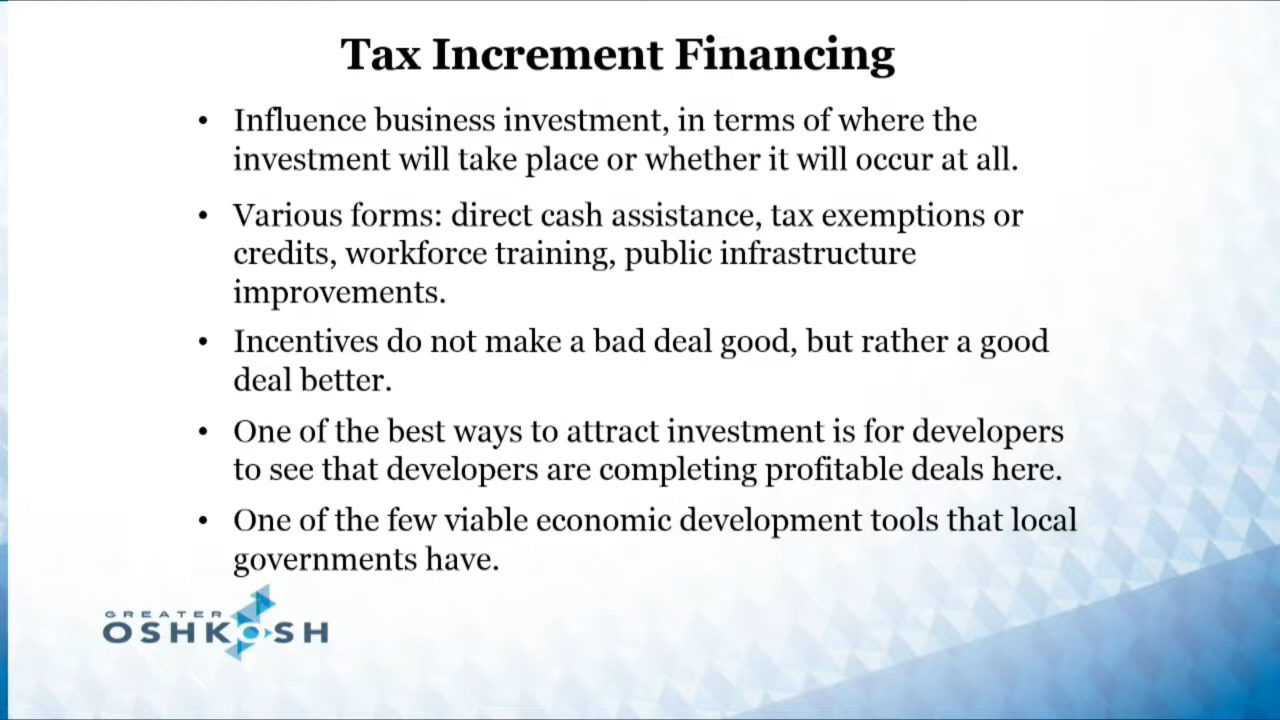 Tax Increment Financing
• Influence business investment, in terms of where the
investment will take place or whether it will occur at all.
• Various forms: direct cash assistance, tax exemptions or
credits, workforce training, public infrastructure
improvements.
• Incentives do not make a bad deal good, but rather a good
deal better.
• One of the best ways to attract investment is for developers
to see that developers are completing profitable deals here.
• One of the few viable economic development tools that local
governments have.
GREATER
OSHKOSH